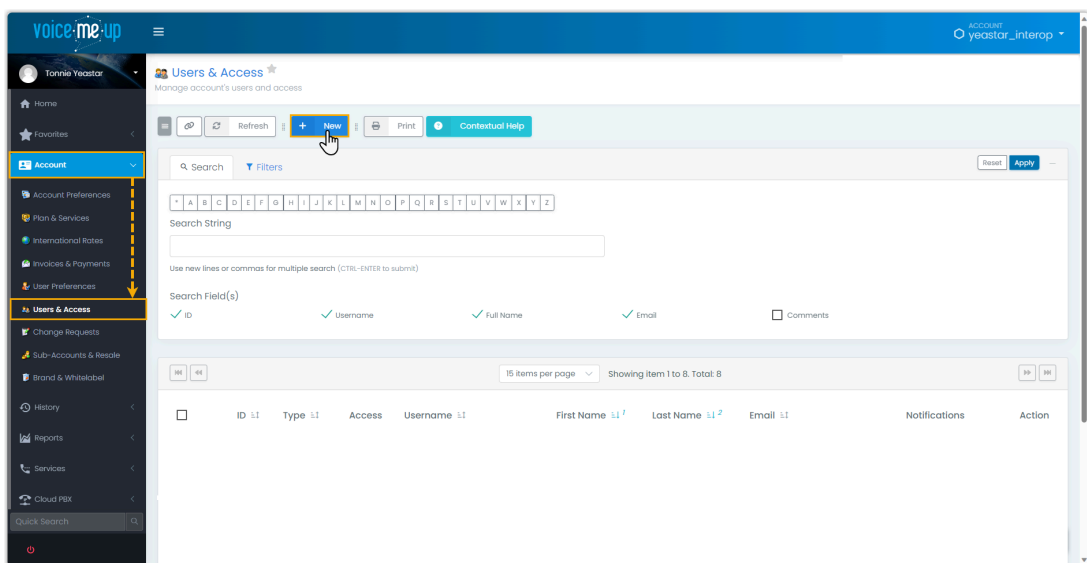 voice·me·up
ACCOUNT
yeastar_interop
Tonnie Yeastar
Home
Favorites
Account
Account Preferences
Plan & Services
International Rates
Invoices & Payments
User Preferences
Users & Access
Change Requests
Sub-Accounts & Resale
Brand & Whitelabel
History
Reports
Services
Cloud PBX
Quick Search
Users & Access
Manage account's users and access
Refresh
+ New
Print
Contextual Help
Search
Filters
Reset
Apply
* A B C D E F G H I J K L M N O P Q R S T U V W X Y Z
Search String
Use new lines or commas for multiple search (CTRL-ENTER to submit)
Search Field(s)
ID Username Full Name Email Comments
15 items per page
Showing item 1 to 8. Total: 8
ID Type Access Username First Name 1 Last Name 2 Email Notifications Action